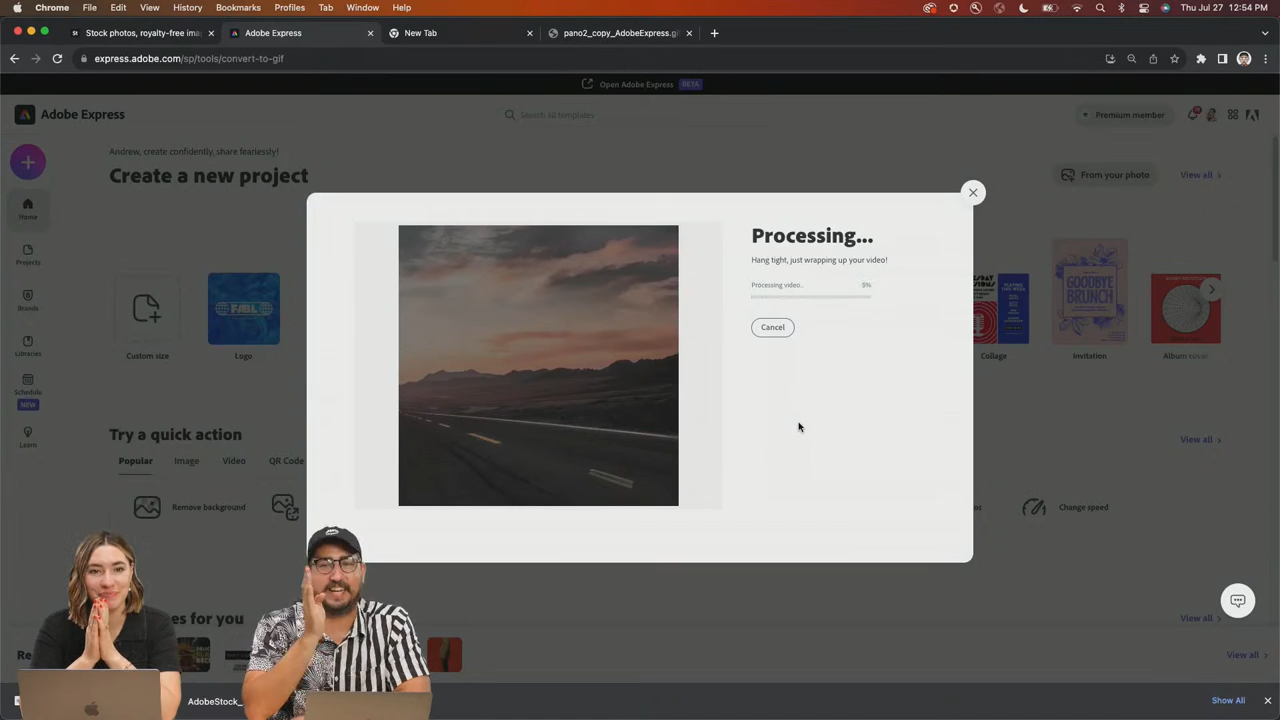 Chrome File Edit View History Bookmarks Profiles Tab Window Help
Thu Jul 27 12:54 PM
Stock photos, royalty-free ima
Adobe Express
New Tab
pano2_copy_AdobeExpress.gi
express.adobe.com/sp/tools/convert-to-gif
Open Adobe Express BETA
Adobe Express
Search all templates
Premium member
Andrew, create confidently, share fearlessly!
Create a new project
From your photo
View all
Home
Projects
Brands
Libraries
Schedule
NEW
Learn
Custom size
Logo
Collage
Invitation
GOODBYE
BRUNCH
Album cover
Processing...
Hang tight, just wrapping up your video!
Processing video..
5%
Cancel
Try a quick action
View all
Popular
Image
Video
QR Code
Remove background
Change speed
es for you
View all
Re
View all
AdobeStock_
Show All